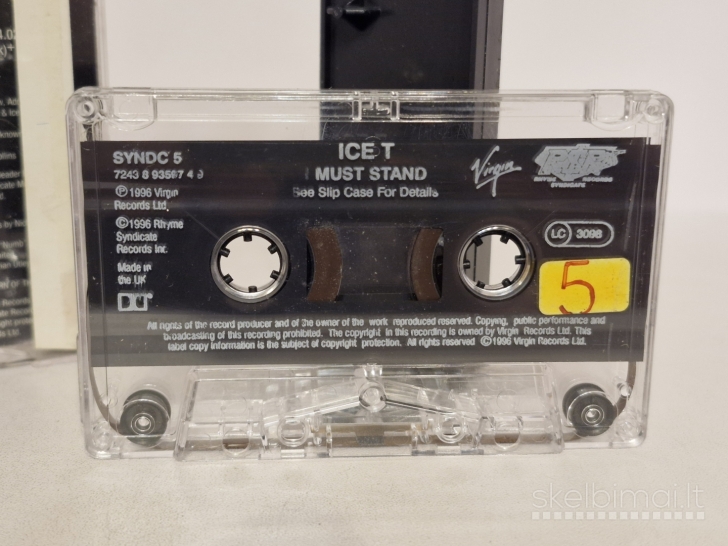 SYNDC 5
7243 8 93567 4 9
℗1996 Virgin
Records Ltd.
©1996 Rhyme
Syndicate
Records Inc.
Made in
the UK
ICE T
I MUST STAND
See Slip Case For Details
Virgin
RHYME RECORDS
SYNDICATE
LC 3098
5
All rights of the record producer and of the owner of the work reproduced reserved. Copying, public performance and
broadcasting of this recording prohibited. The copyright in this recording is owned by Virgin Records Ltd. This
label copy information is the subject of copyright protection. All rights reserved ©1996 Virgin Records Ltd.
skelbimai.lt